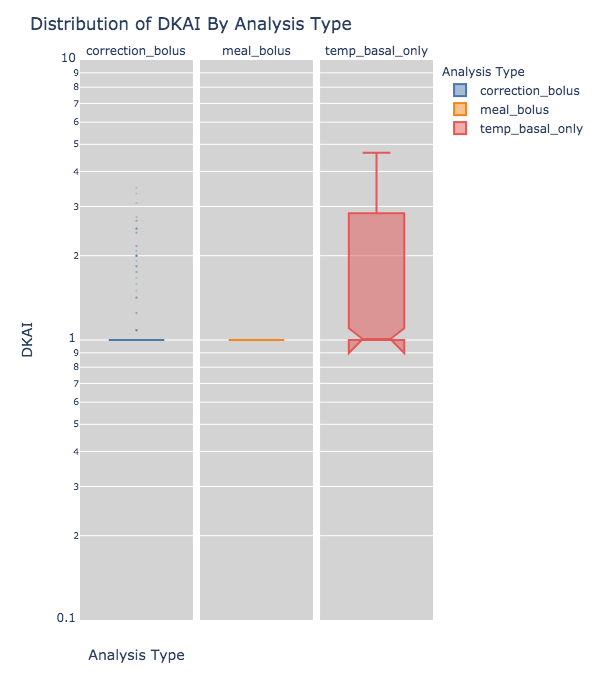 Distribution of DKAI By Analysis Type
correction_bolus meal_bolus temp_basal_only
Analysis Type
correction_bolus
meal_bolus
temp_basal_only
10
9
8
7
6
5
4
3
2
1
9
8
7
6
5
4
3
2
0.1
DKAI
Analysis Type